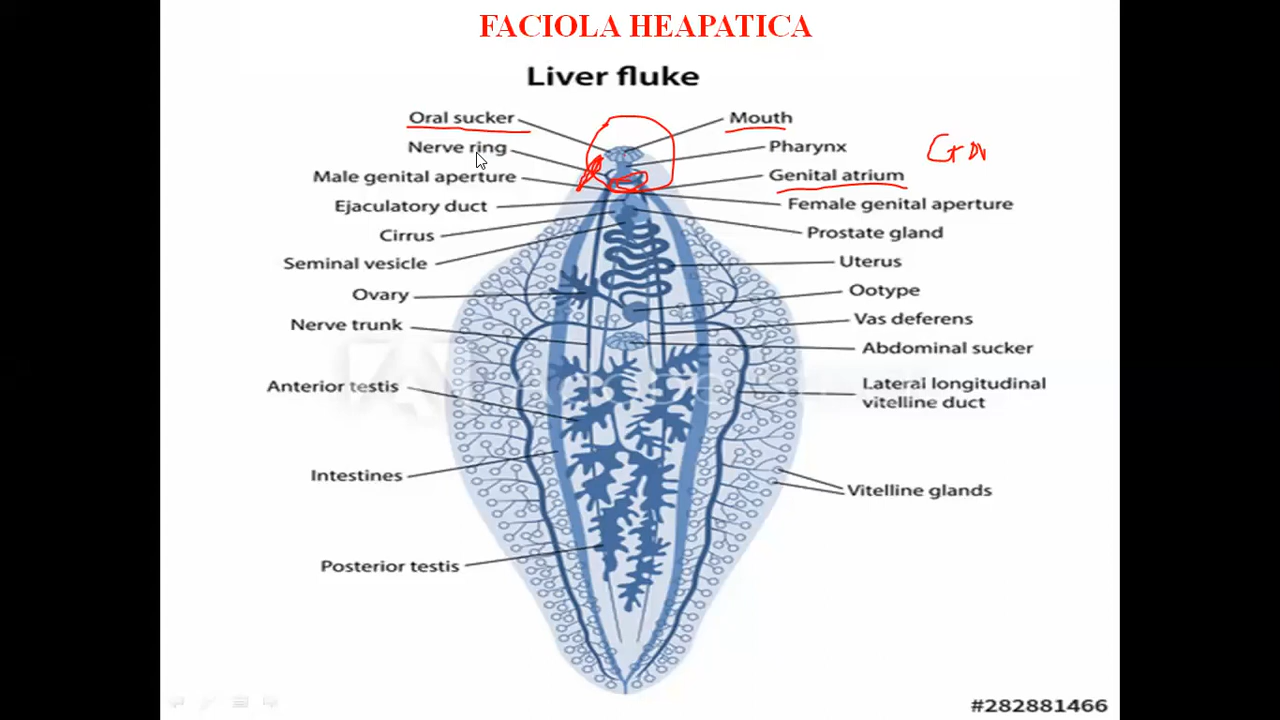 FACIOLA HEAPATICA
Liver fluke
Oral sucker
Nerve ring
Male genital aperture
Ejaculatory duct
Cirrus
Seminal vesicle
Ovary
Nerve trunk
Anterior testis
Intestines
Posterior testis
Mouth
Pharynx
Genital atrium
Female genital aperture
Prostate gland
Uterus
Ootype
Vas deferens
Abdominal sucker
Lateral longitudinal
vitelline duct
Vitelline glands
#282881466